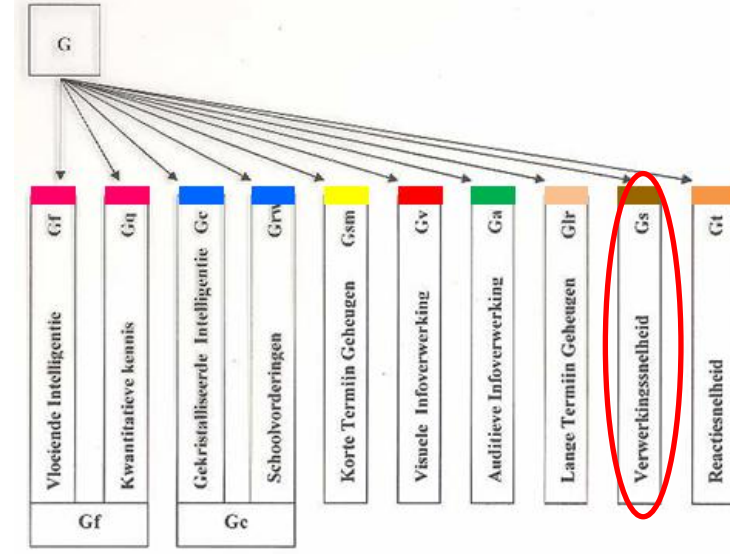 G
Gf
Vloeiende Intelligentie
Gq
Kwantitatieve kennis
Gc
Gekristalliseerde Intelligentie
Grw
Schoolvorderingen
Gsm
Korte Termijn Geheugen
Gv
Visuele Infoverwerking
Ga
Auditieve Infoverwerking
Glr
Lange Termijn Geheugen
Gs
Verwerkingssnelheid
Gt
Reactiesnelheid
Gf
Gc